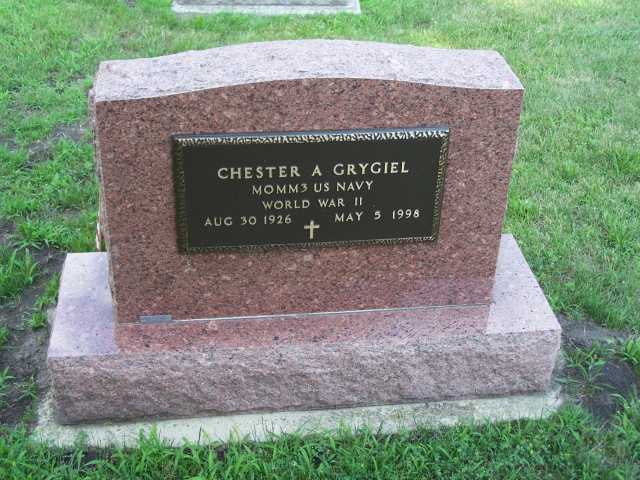 CHESTER A GRYGIEL
MOMM3 US NAVY
WORLD WAR II
AUG 30 1926 MAY 5 1998